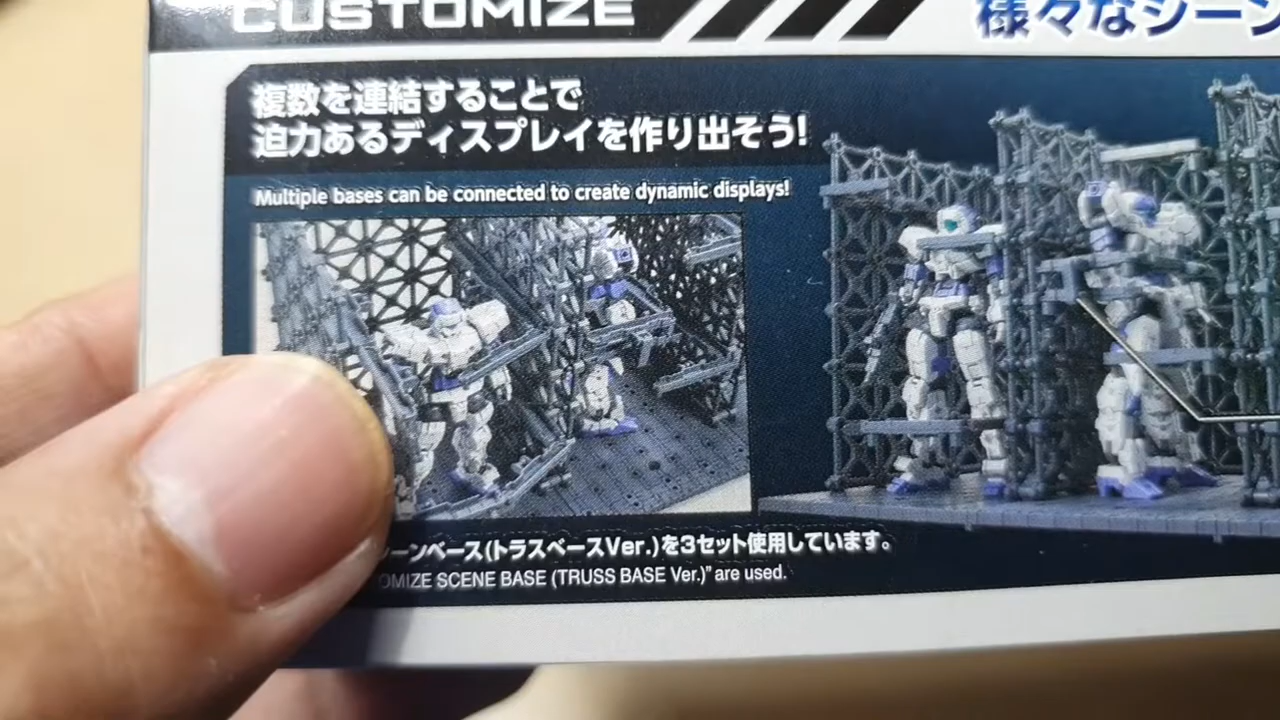 CUSTOMIZE
様々なシーン
複数を連結することで
迫力あるディスプレイを作り出そう!
Multiple bases can be connected to create dynamic displays!
ーンベース(トラスベースVer.)を3セット使用しています。
OMIZE SCENE BASE (TRUSS BASE Ver.)" are used.